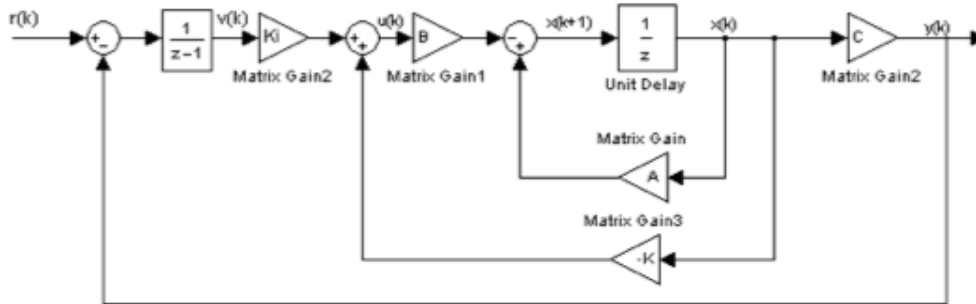 r(k)
+
−
1
z−1
v(k)
Ki
Matrix Gain2
+
+
u(k)
B
Matrix Gain1
−
+
x(k+1)
1
z
Unit Delay
x(k)
C
Matrix Gain2
y(k)
Matrix Gain
A
Matrix Gain3
-K